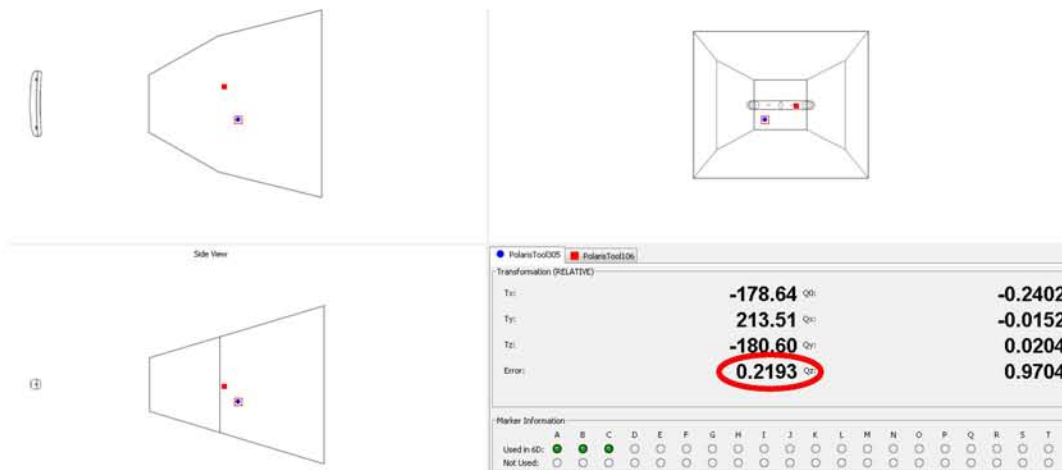 Side View
PolarisTool305 PolarisTool106
Transformation (RELATIVE)
Tx: -178.64 Q0: -0.2402
Ty: 213.51 Qx: -0.0152
Tz: -180.60 Qy: 0.0204
Error: 0.2193 Qz: 0.9704
Marker Information
A B C D E F G H I J K L M N O P Q R S T
Used in 6D:
Not Used: